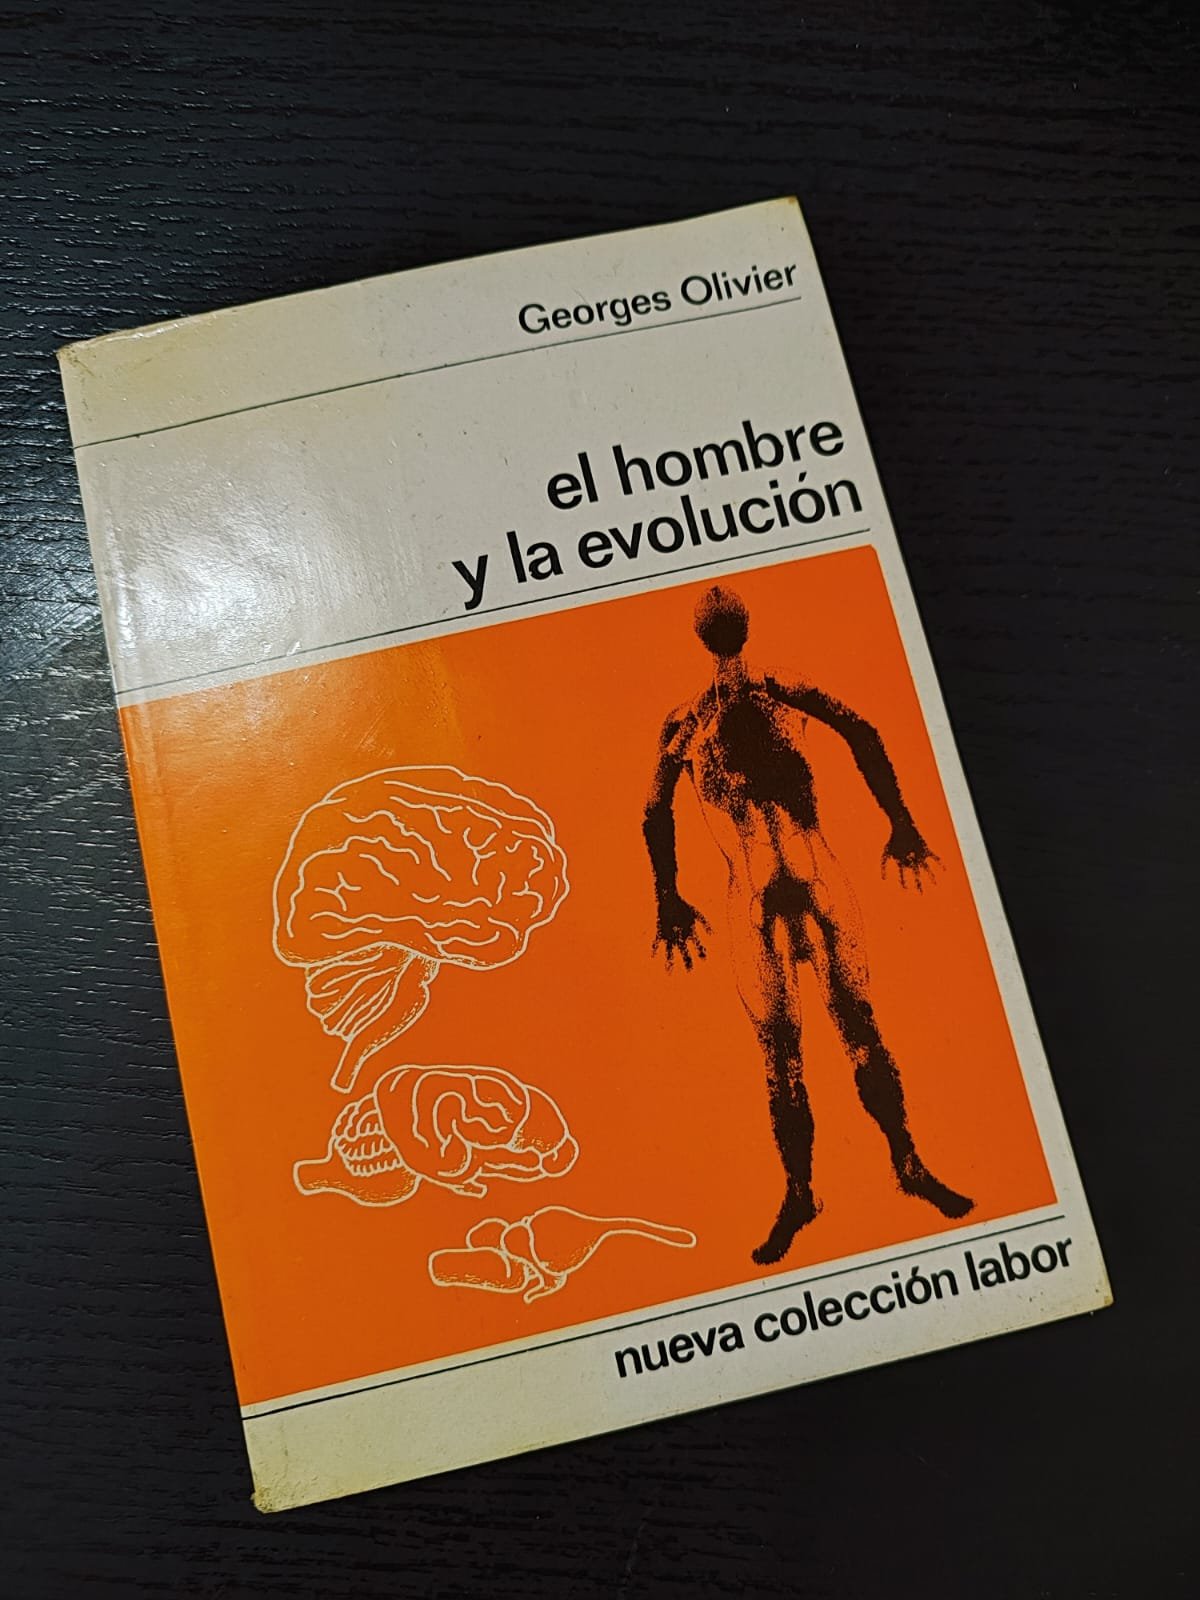 Georges Olivier
el hombre
y la evolución
nueva colección labor